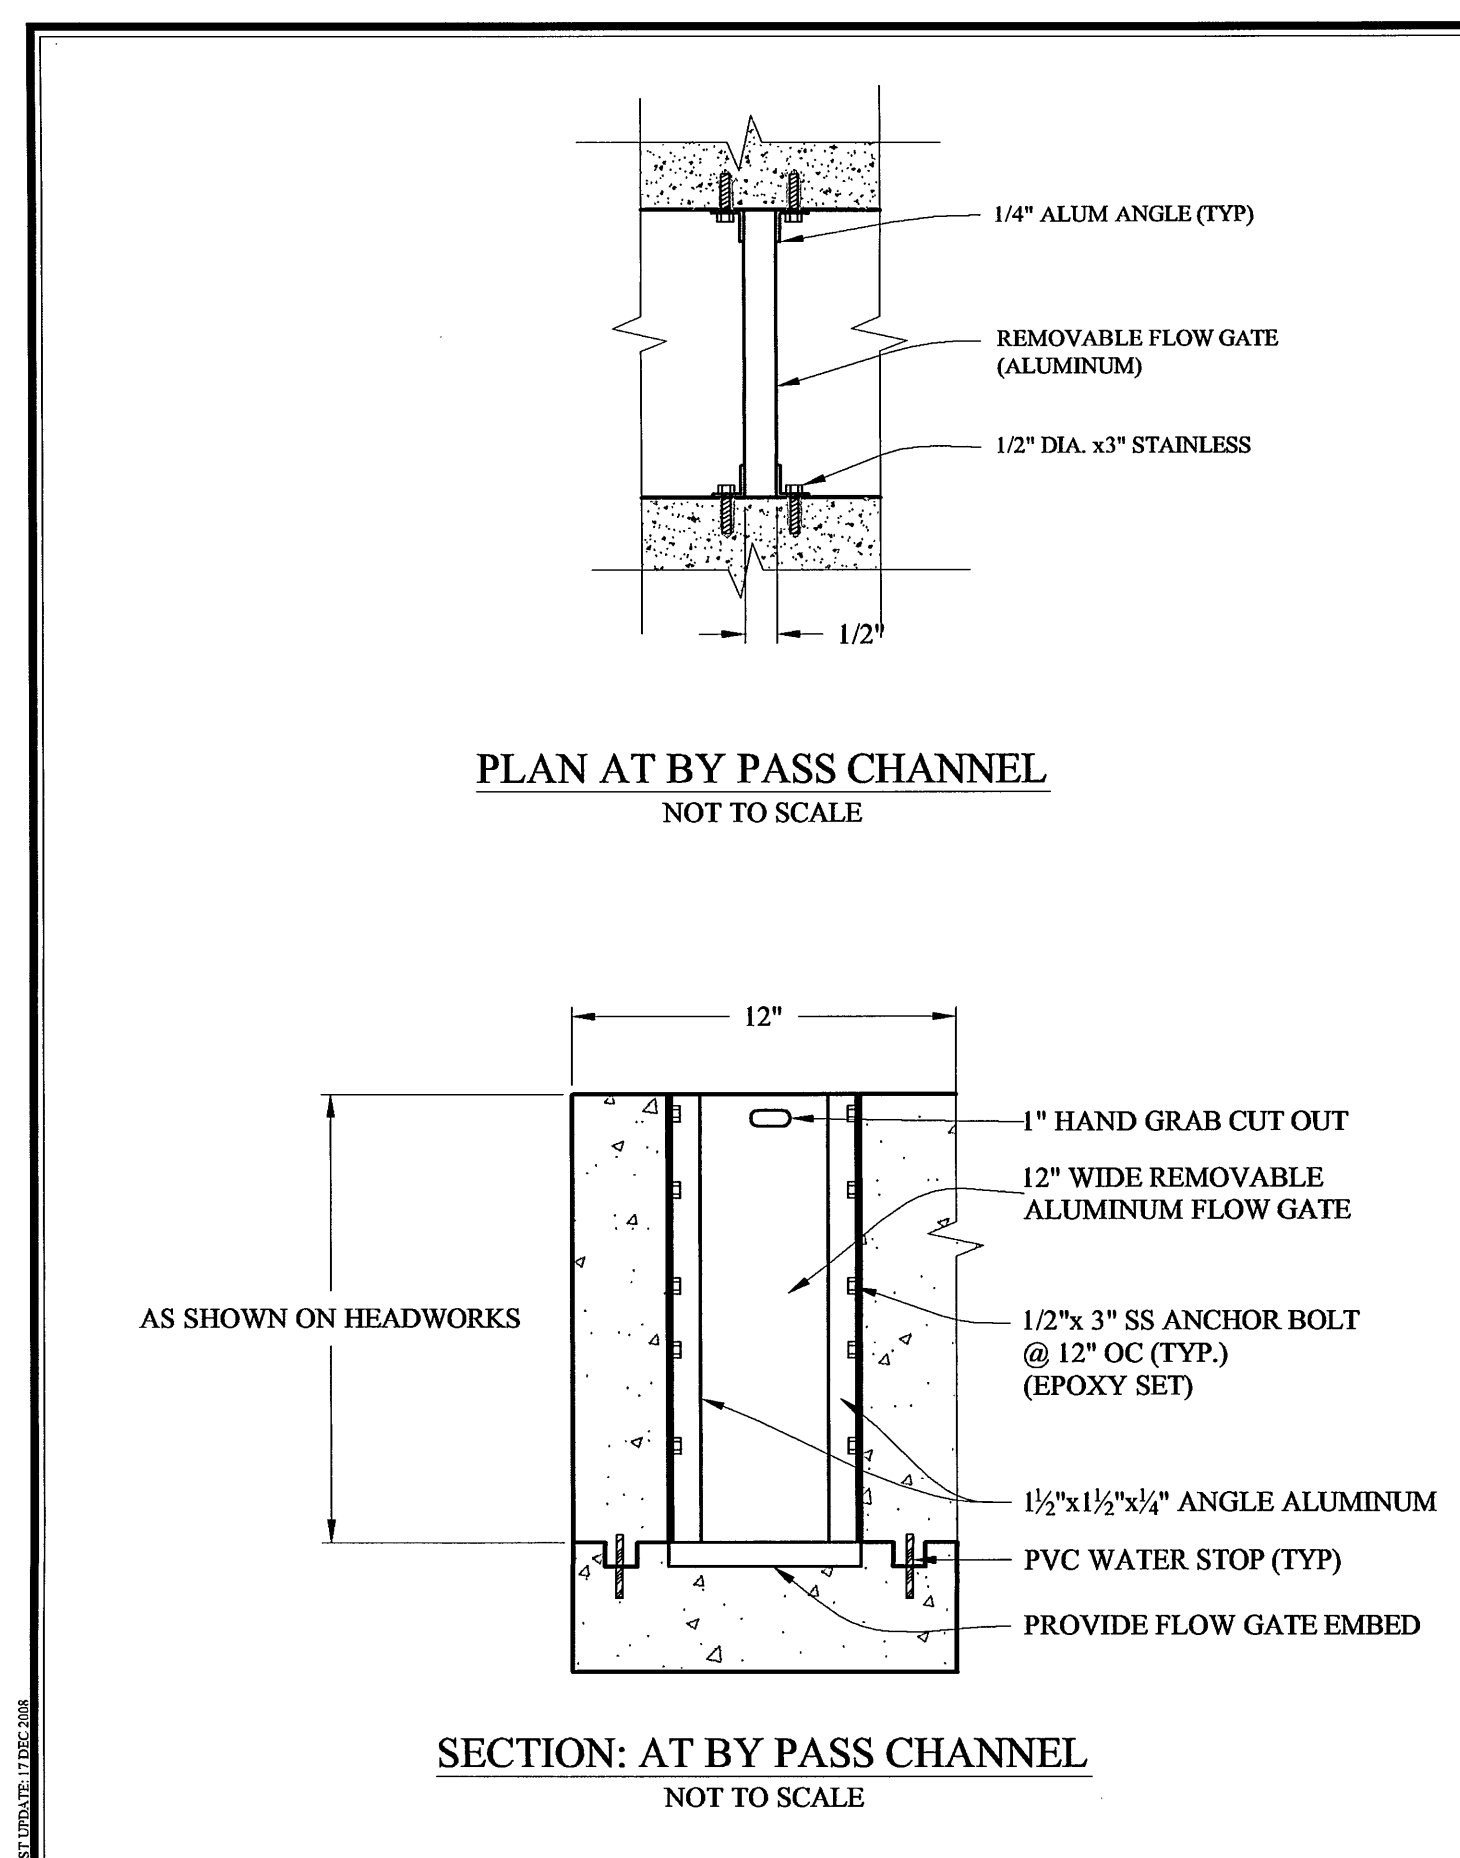 1/4" ALUM ANGLE (TYP)
REMOVABLE FLOW GATE
(ALUMINUM)
1/2" DIA. x3" STAINLESS
1/2"
PLAN AT BY PASS CHANNEL
NOT TO SCALE
12"
1" HAND GRAB CUT OUT
12" WIDE REMOVABLE
ALUMINUM FLOW GATE
AS SHOWN ON HEADWORKS
1/2"x 3" SS ANCHOR BOLT
@ 12" OC (TYP.)
(EPOXY SET)
1½"x1½"x¼" ANGLE ALUMINUM
PVC WATER STOP (TYP)
PROVIDE FLOW GATE EMBED
SECTION: AT BY PASS CHANNEL
NOT TO SCALE
ST UPDATE: 17 DEC 2008